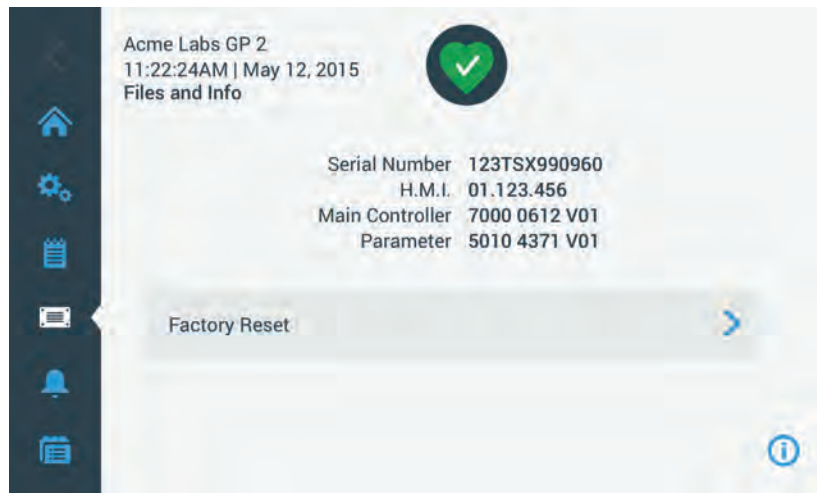 Acme Labs GP 2
11:22:24AM | May 12, 2015
Files and Info
Serial Number 123TSX990960
H.M.I. 01.123.456
Main Controller 7000 0612 V01
Parameter 5010 4371 V01
Factory Reset